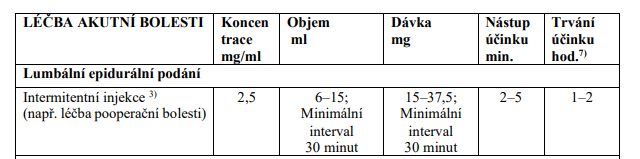 LÉČBA AKUTNÍ BOLESTI
Koncen
trace
mg/ml
Objem
ml
Dávka
mg
Nástup
účinku
min.
Trvání
účinku
hod.7)
Lumbální epidurální podání
Intermitentní injekce 3)
(např. léčba pooperační bolesti)
2,5
6–15;
Minimální
interval
30 minut
15–37,5;
Minimální
interval
30 minut
2–5
1–2